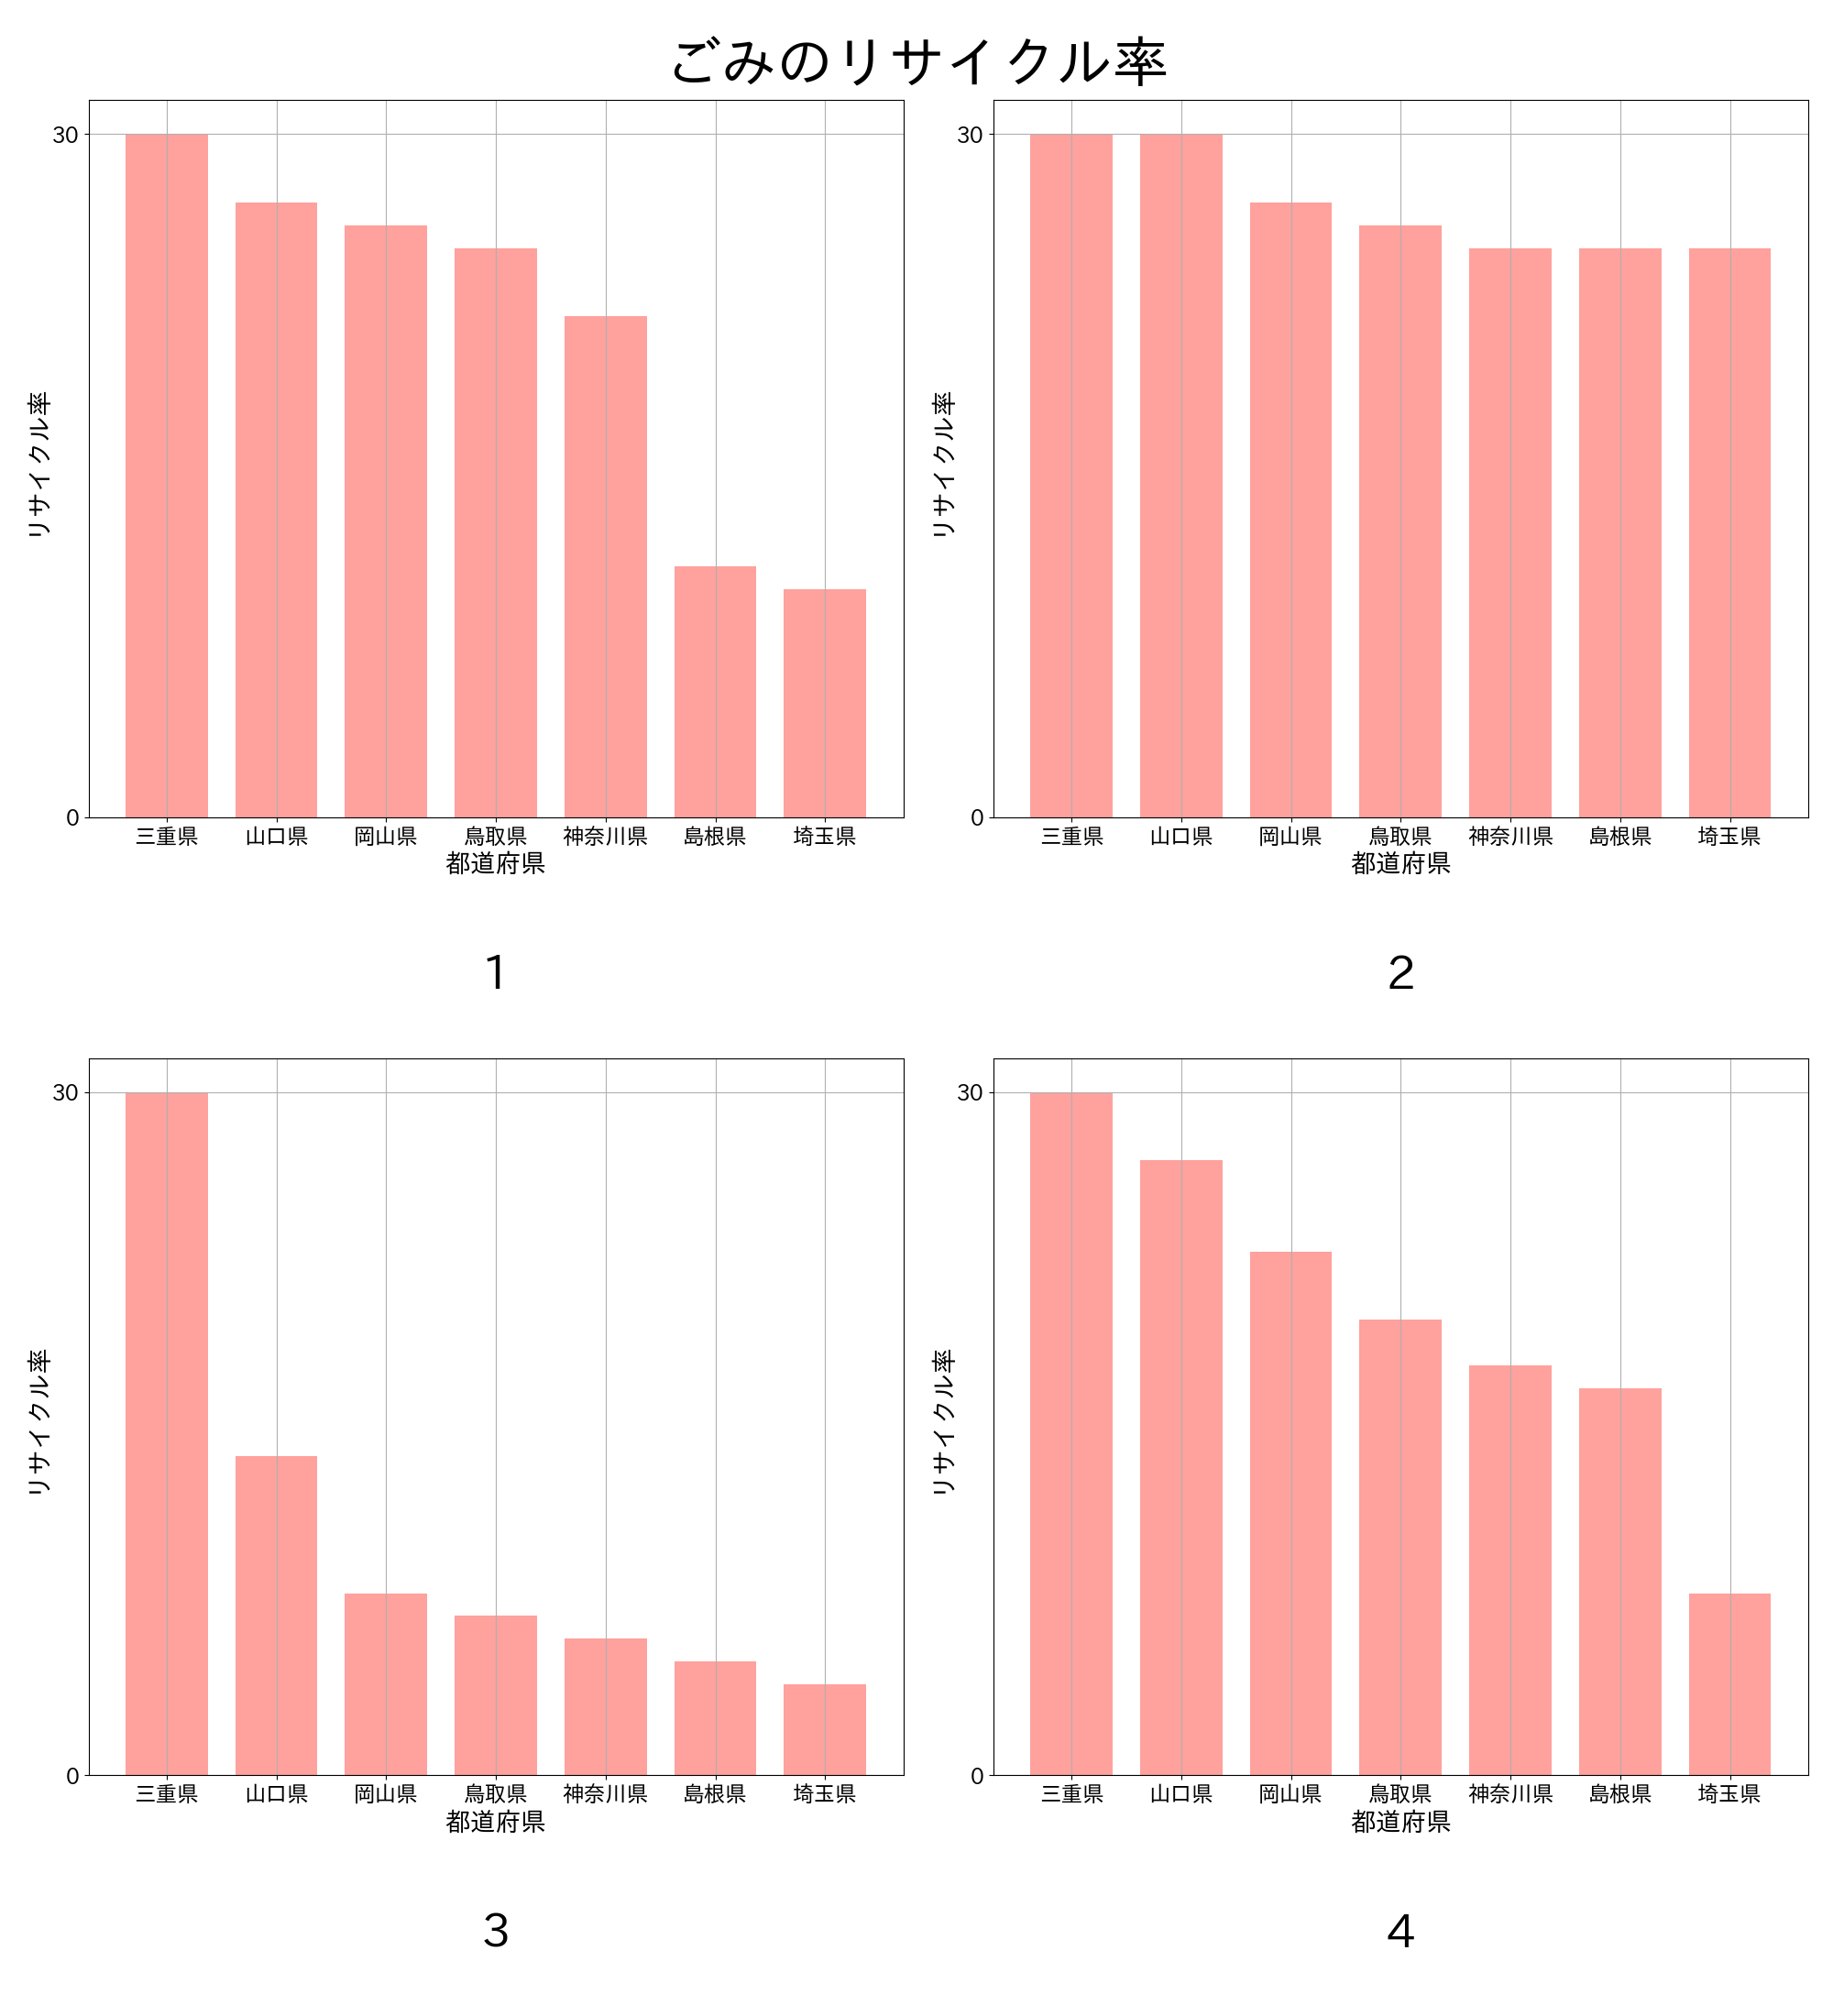 ごみのリサイクル率
30
0
リサイクル率
三重県 山口県 岡山県 鳥取県 神奈川県 島根県 埼玉県
都道府県
1
30
0
リサイクル率
三重県 山口県 岡山県 鳥取県 神奈川県 島根県 埼玉県
都道府県
2
30
0
リサイクル率
三重県 山口県 岡山県 鳥取県 神奈川県 島根県 埼玉県
都道府県
3
30
0
リサイクル率
三重県 山口県 岡山県 鳥取県 神奈川県 島根県 埼玉県
都道府県
4